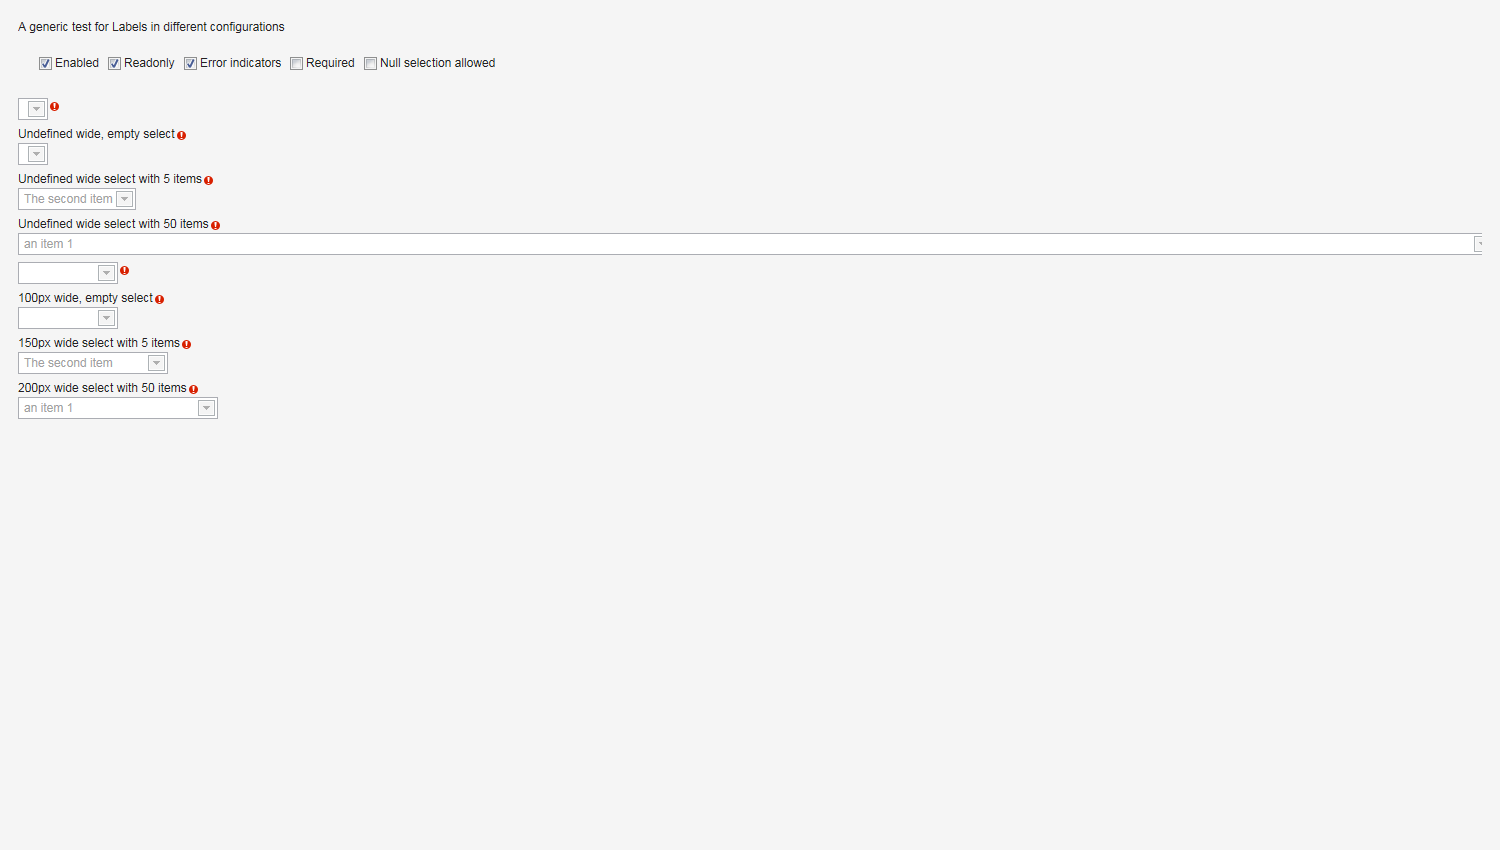 A generic test for Labels in different configurations
Enabled Readonly Error indicators Required Null selection allowed
Undefined wide, empty select
Undefined wide select with 5 items
The second item
Undefined wide select with 50 items
an item 1
100px wide, empty select
150px wide select with 5 items
The second item
200px wide select with 50 items
an item 1